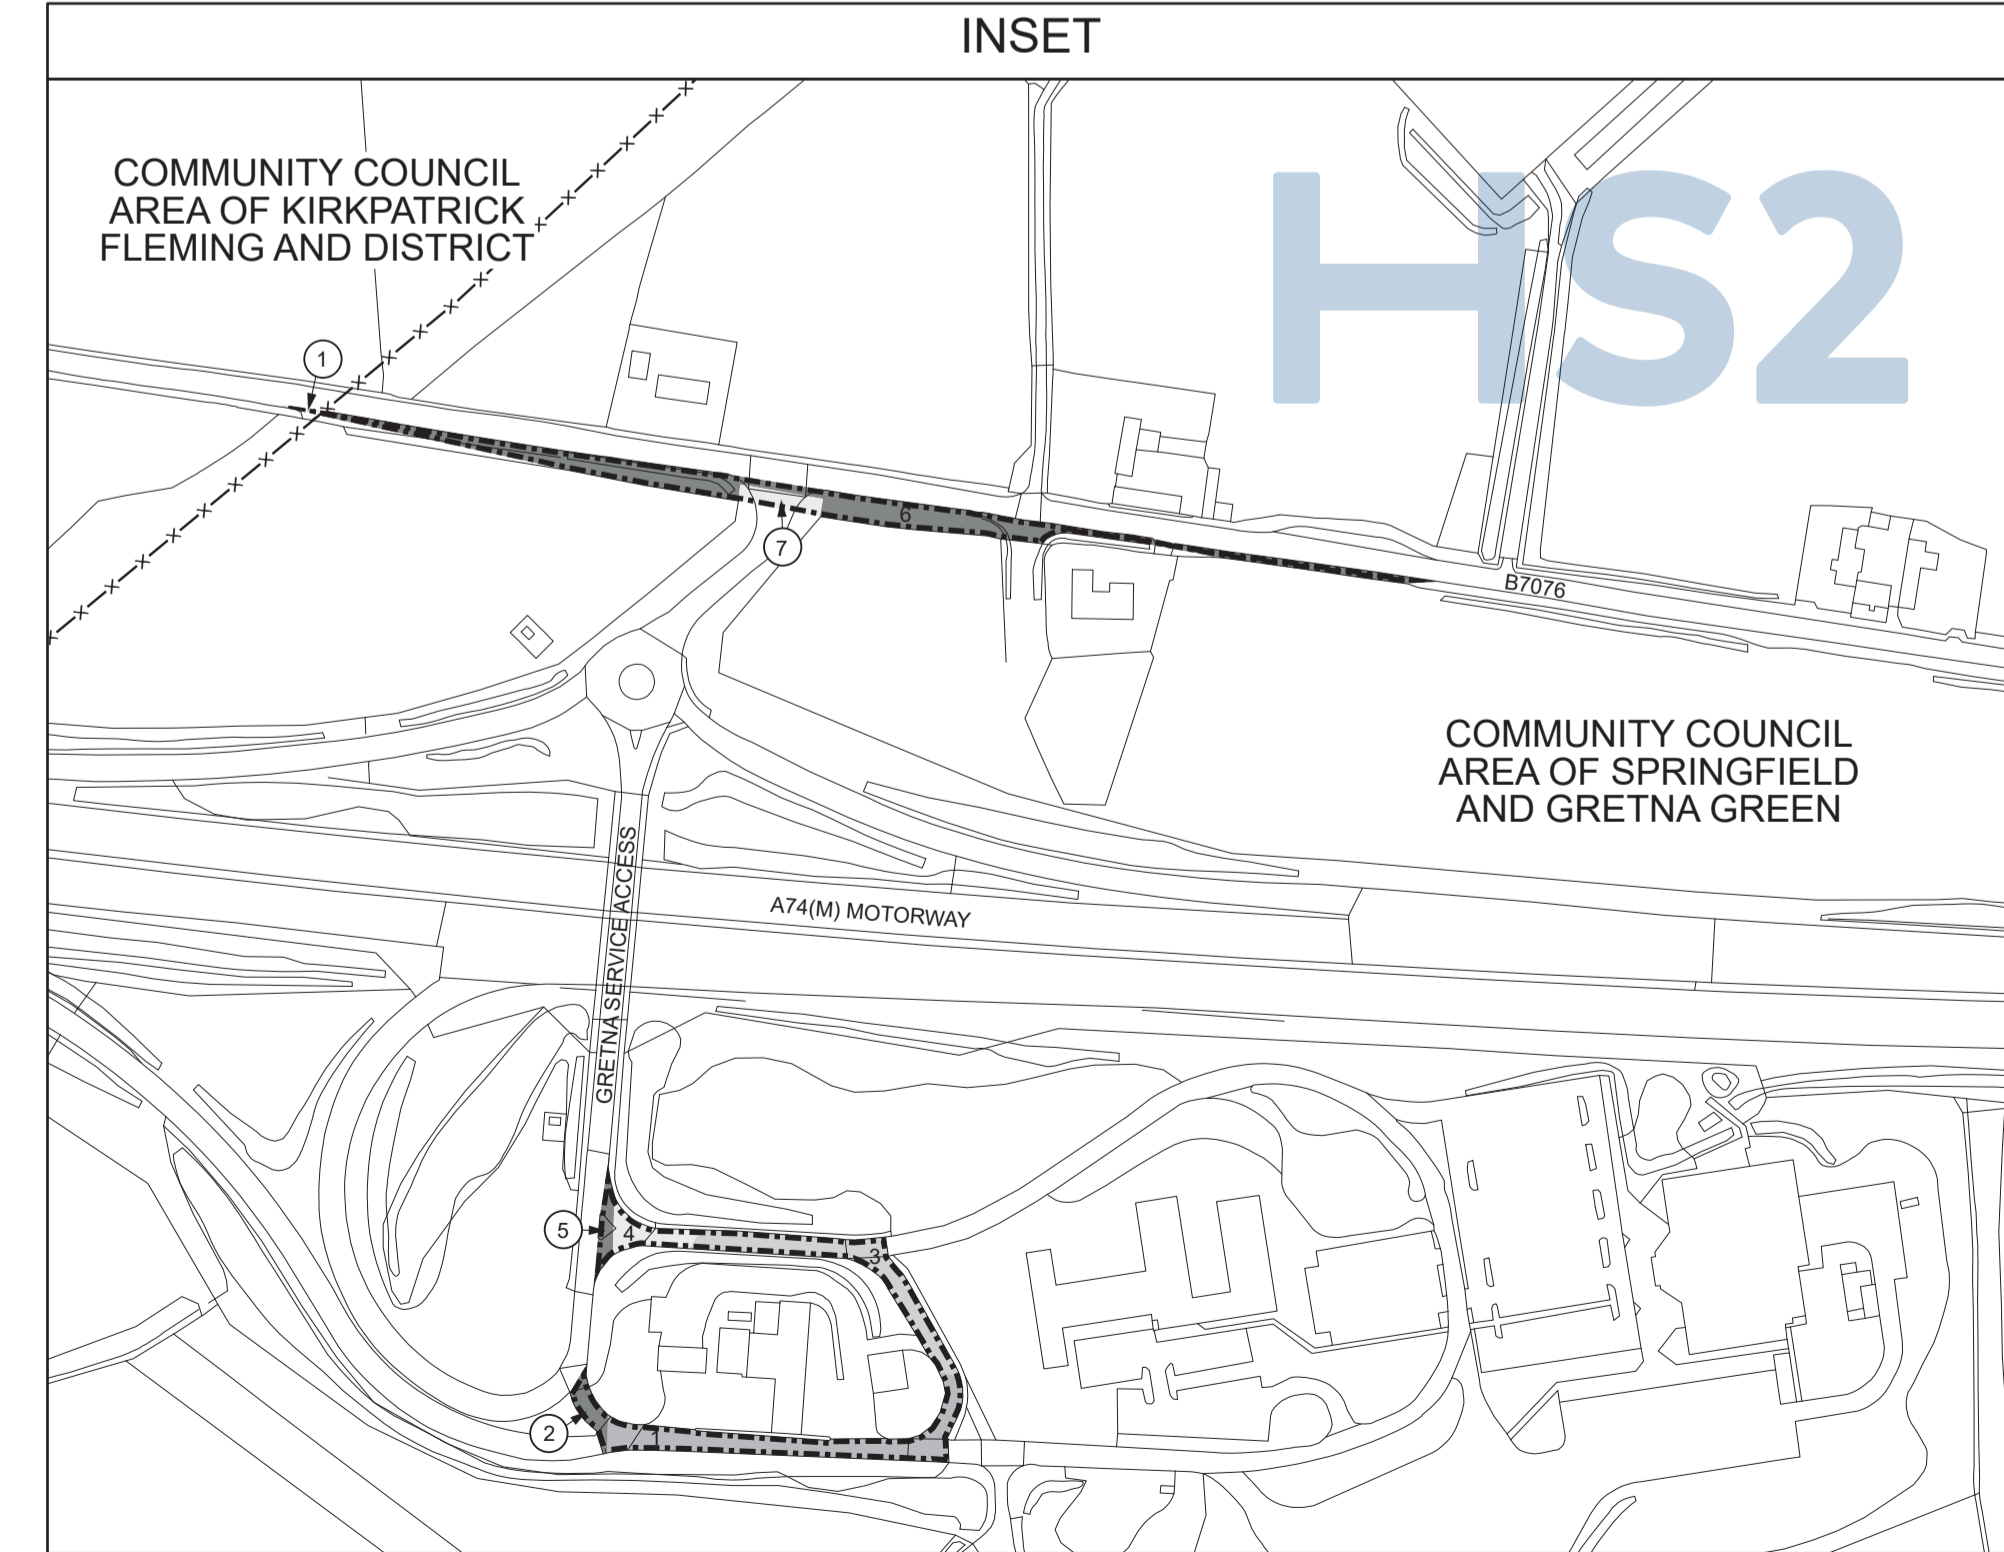 INSET
COMMUNITY COUNCIL
AREA OF KIRKPATRICK
FLEMING AND DISTRICT
HS2
1
6
7
B7076
COMMUNITY COUNCIL
AREA OF SPRINGFIELD
AND GRETNA GREEN
GRETNA SERVICE ACCESS
A74(M) MOTORWAY
5
4
3
2
1